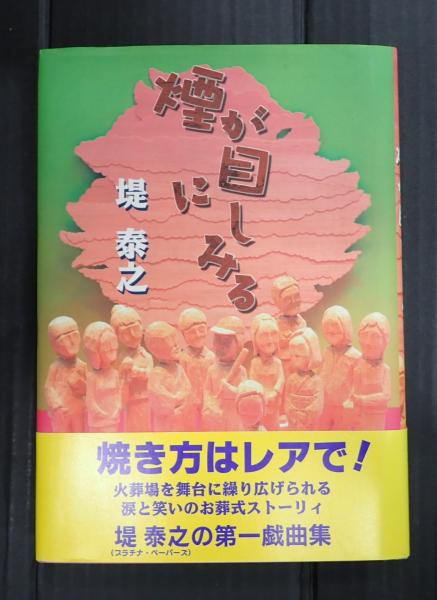 煙が目にしみる
堤 泰之
焼き方はレアで!
火葬場を舞台に繰り広げられる
涙と笑いのお葬式ストーリィ
堤 泰之の第一戯曲集
(プラチナ・ペーパーズ)